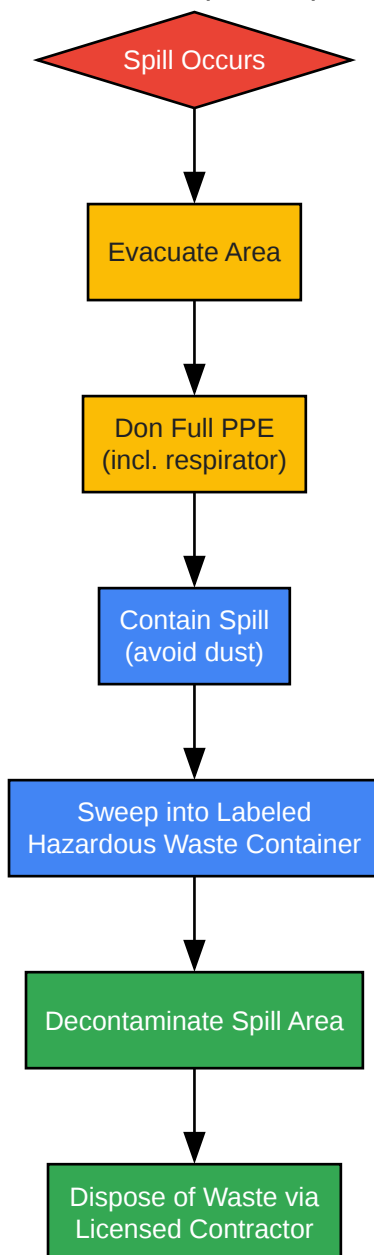 Spill Occurs
Evacuate Area
Don Full PPE
(incl. respirator)
Contain Spill
(avoid dust)
Sweep into Labeled
Hazardous Waste Container
Decontaminate Spill Area
Dispose of Waste via
Licensed Contractor